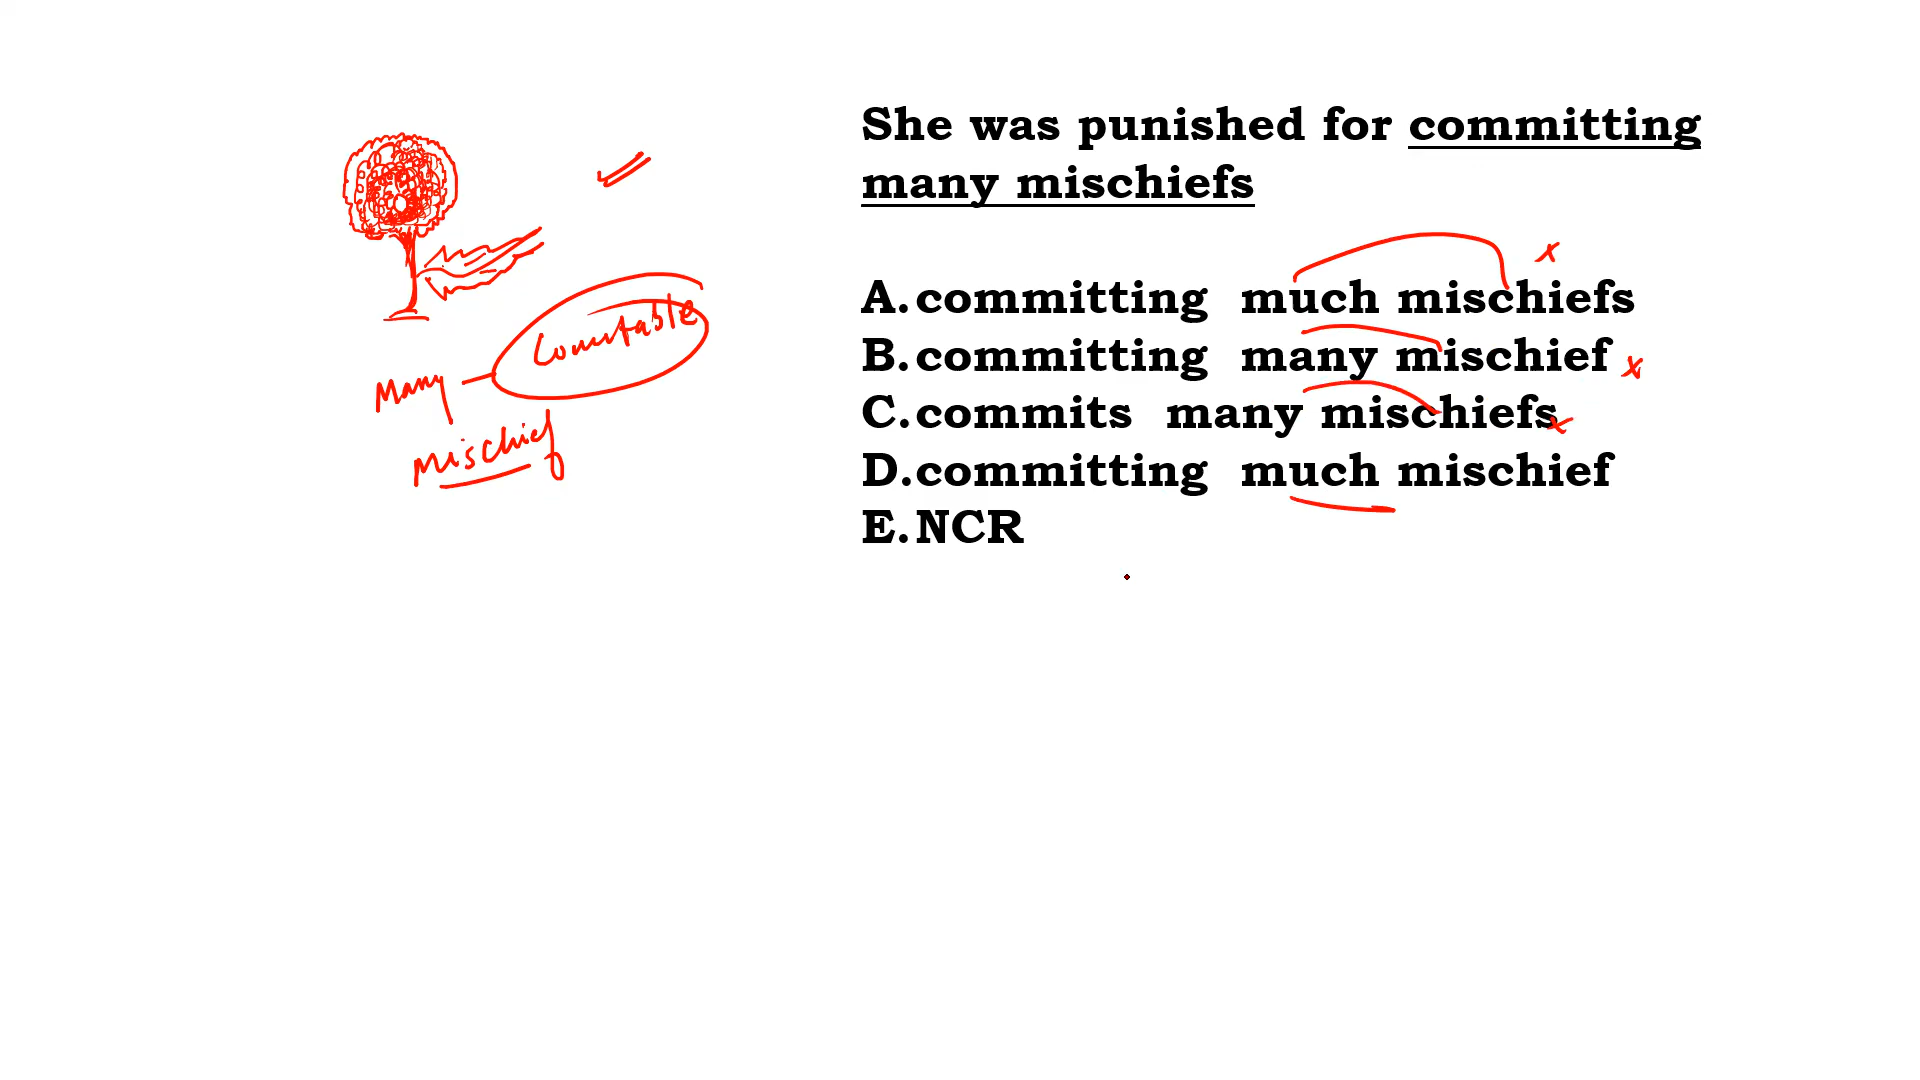 She was punished for committing
many mischiefs
A. committing much mischiefs
B. committing many mischief
C. commits many mischiefs
D. committing much mischief
E. NCR
Many
mischief